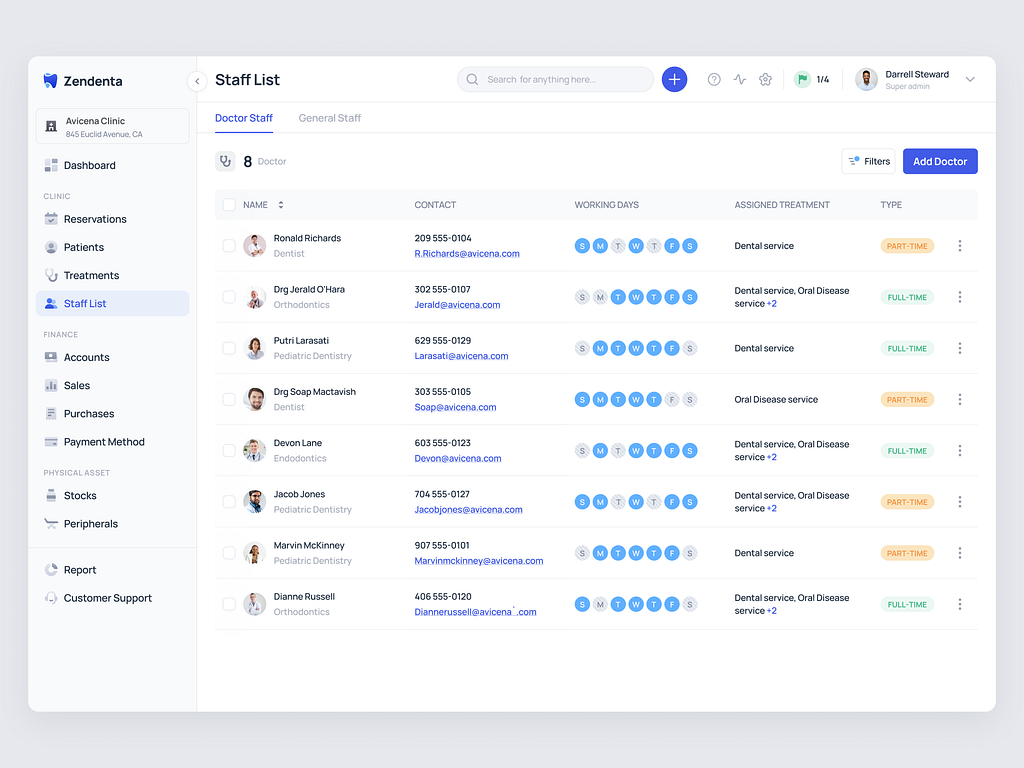 Zendenta
Avicena Clinic
845 Euclid Avenue, CA
Dashboard
CLINIC
Reservations
Patients
Treatments
Staff List
FINANCE
Accounts
Sales
Purchases
Payment Method
PHYSICAL ASSET
Stocks
Peripherals
Report
Customer Support
Staff List
Search for anything here...
1/4
Darrell Steward
Super admin
Doctor Staff General Staff
8 Doctor
Filters
Add Doctor
NAME CONTACT WORKING DAYS ASSIGNED TREATMENT TYPE
Ronald Richards
Dentist
209 555-0104
R.Richards@avicena.com
S M T W T F S
Dental service
PART-TIME
Drg Jerald O'Hara
Orthodontics
302 555-0107
Jerald@avicena.com
S M T W T F S
Dental service, Oral Disease
service +2
FULL-TIME
Putri Larasati
Pediatric Dentistry
629 555-0129
Larasati@avicena.com
S M T W T F S
Dental service
FULL-TIME
Drg Soap Mactavish
Dentist
303 555-0105
Soap@avicena.com
S M T W T F S
Oral Disease service
PART-TIME
Devon Lane
Endodontics
603 555-0123
Devon@avicena.com
S M T W T F S
Dental service, Oral Disease
service +2
FULL-TIME
Jacob Jones
Pediatric Dentistry
704 555-0127
Jacobjones@avicena.com
S M T W T F S
Dental service, Oral Disease
service +2
PART-TIME
Marvin McKinney
Pediatric Dentistry
907 555-0101
Marvinmckinney@avicena.com
S M T W T F S
Dental service
PART-TIME
Dianne Russell
Orthodontics
406 555-0120
Diannerussell@avicena`.com
S M T W T F S
Dental service, Oral Disease
service +2
FULL-TIME